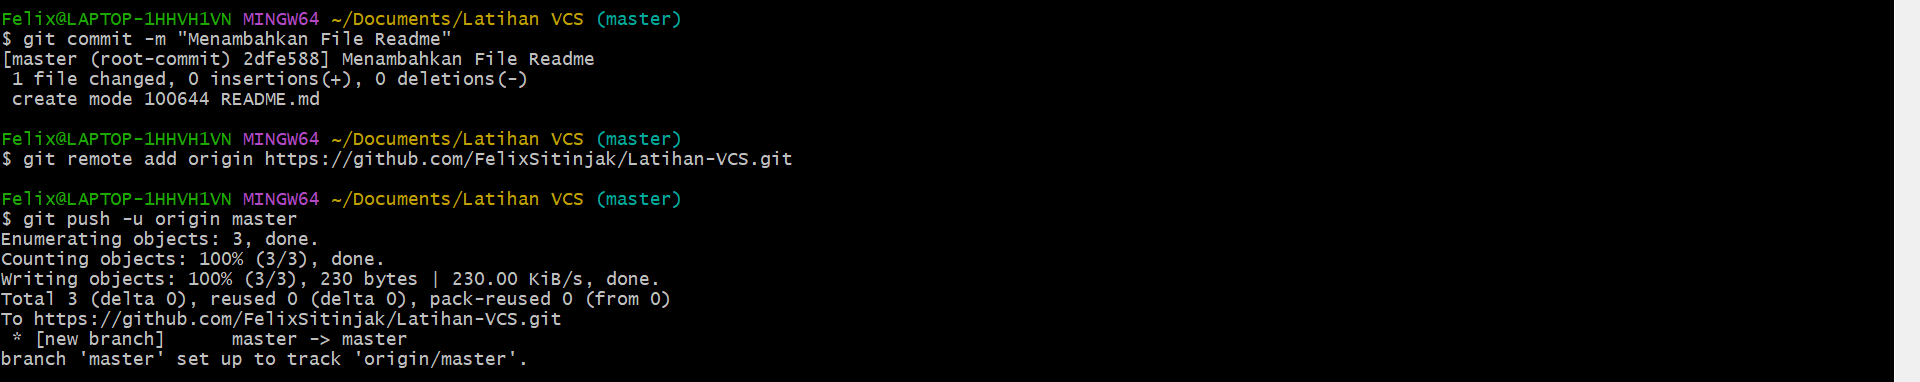 Felix@LAPTOP-1HHVH1VN MINGW64 ~/Documents/Latihan VCS (master)
$ git commit -m "Menambahkan File Readme"
[master (root-commit) 2dfe588] Menambahkan File Readme
 1 file changed, 0 insertions(+), 0 deletions(-)
 create mode 100644 README.md

Felix@LAPTOP-1HHVH1VN MINGW64 ~/Documents/Latihan VCS (master)
$ git remote add origin https://github.com/FelixSitinjak/Latihan-VCS.git

Felix@LAPTOP-1HHVH1VN MINGW64 ~/Documents/Latihan VCS (master)
$ git push -u origin master
Enumerating objects: 3, done.
Counting objects: 100% (3/3), done.
Writing objects: 100% (3/3), 230 bytes | 230.00 KiB/s, done.
Total 3 (delta 0), reused 0 (delta 0), pack-reused 0 (from 0)
To https://github.com/FelixSitinjak/Latihan-VCS.git
 * [new branch]      master -> master
branch 'master' set up to track 'origin/master'.